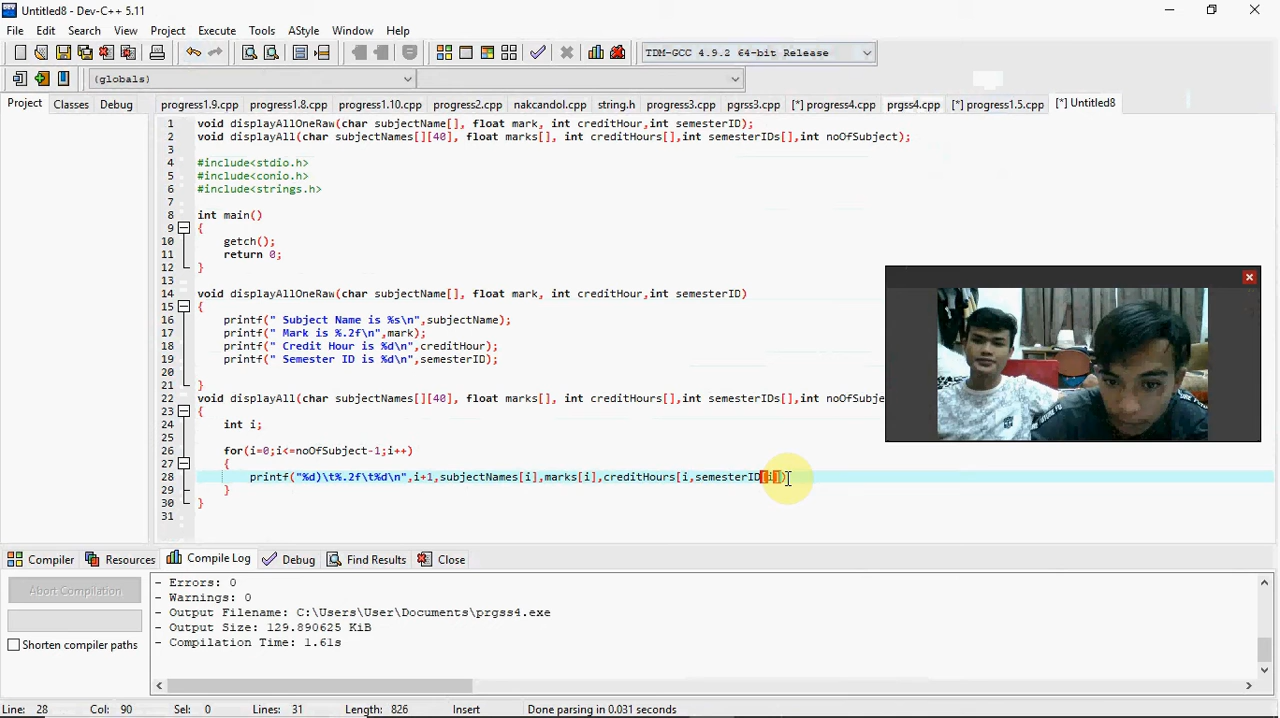 Untitled8 - Dev-C++ 5.11
File Edit Search View Project Execute Tools AStyle Window Help
TDM-GCC 4.9.2 64-bit Release
(globals)
Project Classes Debug progress1.9.cpp progress1.8.cpp progress1.10.cpp progress2.cpp nakcandol.cpp string.h progress3.cpp prgss3.cpp [*] progress4.cpp prgss4.cpp [*] progress1.5.cpp [*] Untitled8
1 void displayAllOneRaw(char subjectName[], float mark, int creditHour,int semesterID);
2 void displayAll(char subjectNames[][40], float marks[], int creditHours[],int semesterIDs[],int noOfSubject);
3
4 #include<stdio.h>
5 #include<conio.h>
6 #include<strings.h>
7
8 int main()
9 {
10 getch();
11 return 0;
12 }
13
14 void displayAllOneRaw(char subjectName[], float mark, int creditHour,int semesterID)
15 {
16 printf(" Subject Name is %s\n",subjectName);
17 printf(" Mark is %.2f\n",mark);
18 printf(" Credit Hour is %d\n",creditHour);
19 printf(" Semester ID is %d\n",semesterID);
20
21 }
22 void displayAll(char subjectNames[][40], float marks[], int creditHours[],int semesterIDs[],int noOfSubje
23 {
24 int i;
25
26 for(i=0;i<=noOfSubject-1;i++)
27 {
28 printf("%d)\t%.2f\t%d\n",i+1,subjectNames[i],marks[i],creditHours[i,semesterID[i])
29 }
30 }
31
Compiler Resources Compile Log Debug Find Results Close
Abort Compilation
Shorten compiler paths
- Errors: 0
- Warnings: 0
- Output Filename: C:\Users\User\Documents\prgss4.exe
- Output Size: 129.890625 KiB
- Compilation Time: 1.61s
Line: 28 Col: 90 Sel: 0 Lines: 31 Length: 826 Insert Done parsing in 0.031 seconds